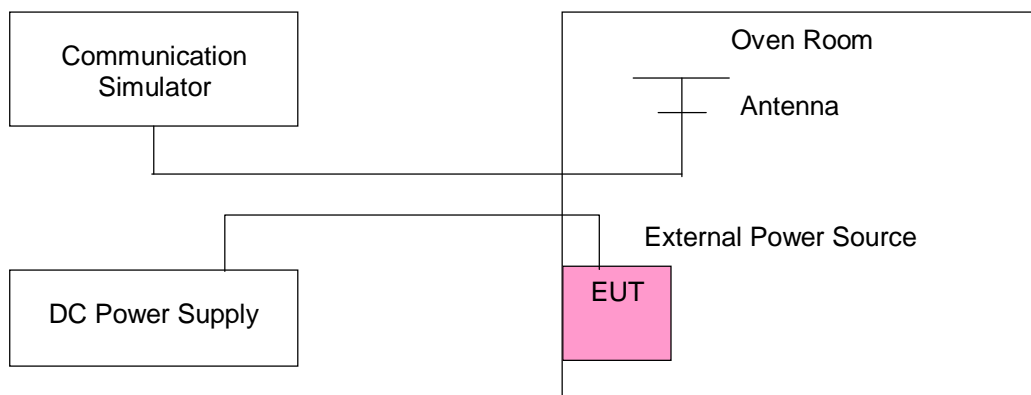 Communication
Simulator
Oven Room
Antenna
External Power Source
EUT
DC Power Supply